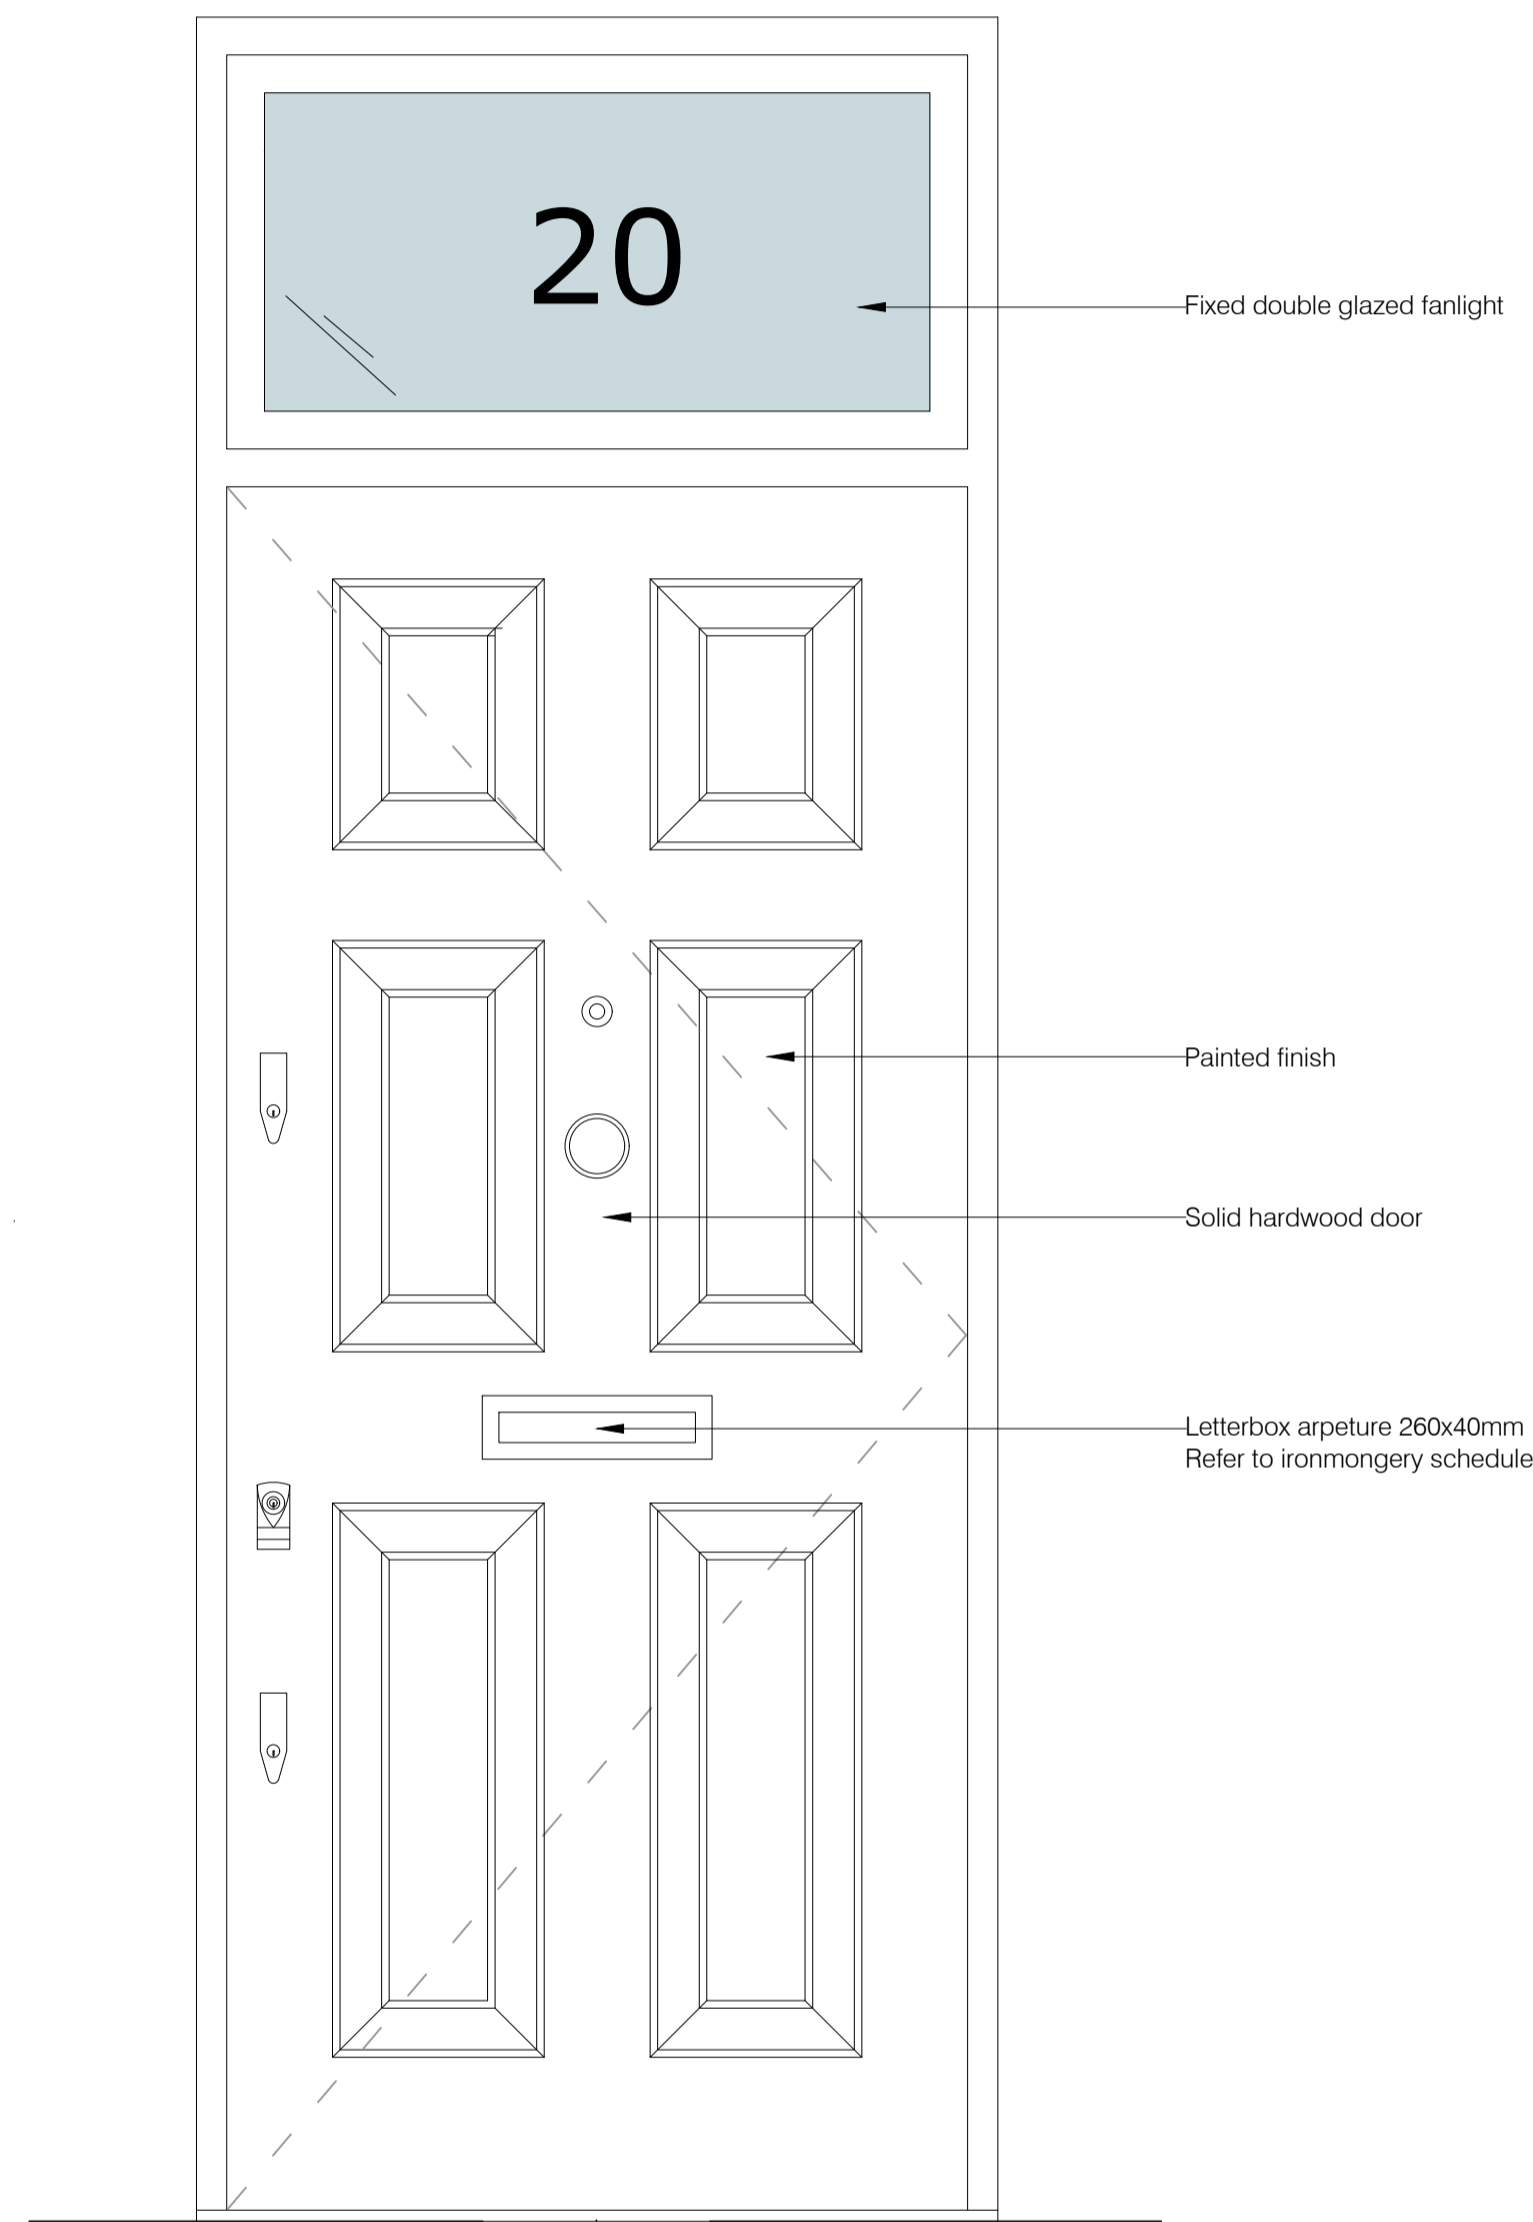 20
Fixed double glazed fanlight
Painted finish
Solid hardwood door
Letterbox arpeture 260x40mm
Refer to ironmongery schedule